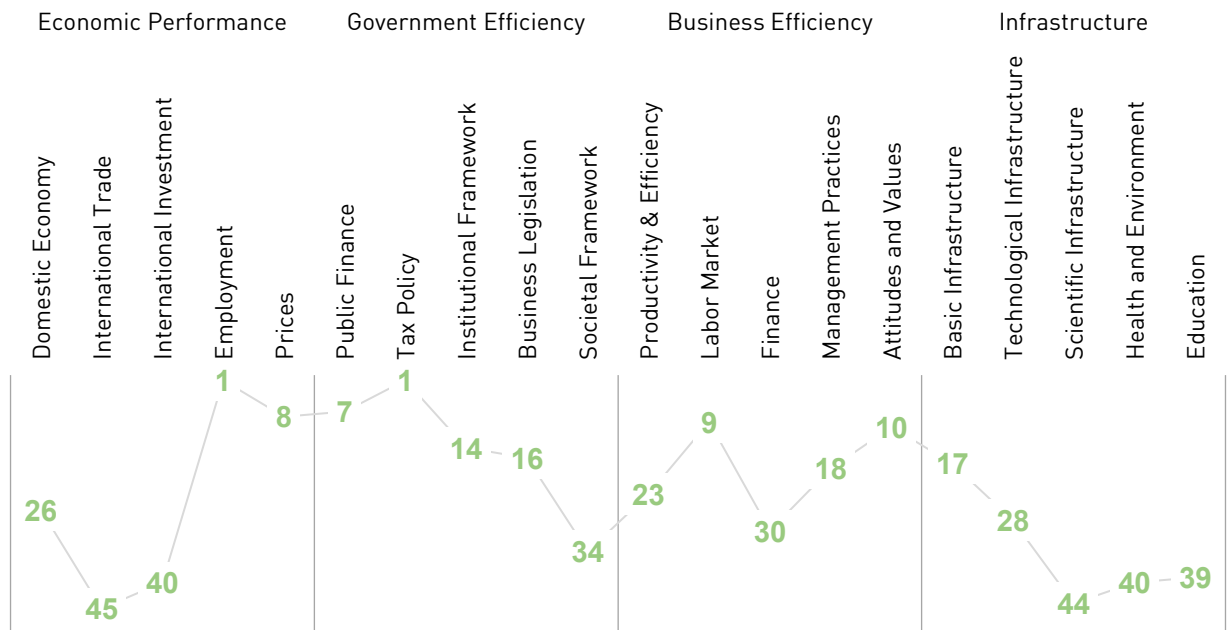 Economic Performance
Government Efficiency
Business Efficiency
Infrastructure
Domestic Economy
International Trade
International Investment
Employment
Prices
Public Finance
Tax Policy
Institutional Framework
Business Legislation
Societal Framework
Productivity & Efficiency
Labor Market
Finance
Management Practices
Attitudes and Values
Basic Infrastructure
Technological Infrastructure
Scientific Infrastructure
Health and Environment
Education
26
45
40
1
8
7
1
14
16
34
23
9
30
18
10
17
28
44
40
39